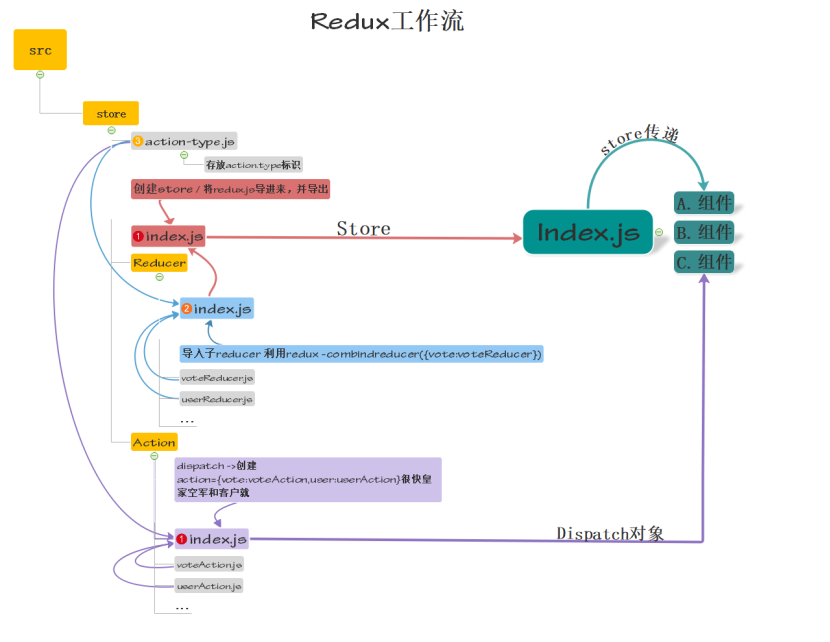 Redux工作流
src
store
3 action-type.js
存放action.type标识
创建store / 将reduxjs导进来，并导出
1 index.js
Store
Index.js
store传递
A. 组件
B. 组件
C. 组件
Reducer
2 index.js
导入子reducer 利用redux -combindreducer({vote:voteReducer})
voteReducer.js
userReducer.js
...
Action
dispatch ->创建
action={vote:voteAction,user:userAction}很快皇
家空军和客户就
1 index.js
Dispatch对象
voteAction.js
userAction.js
...